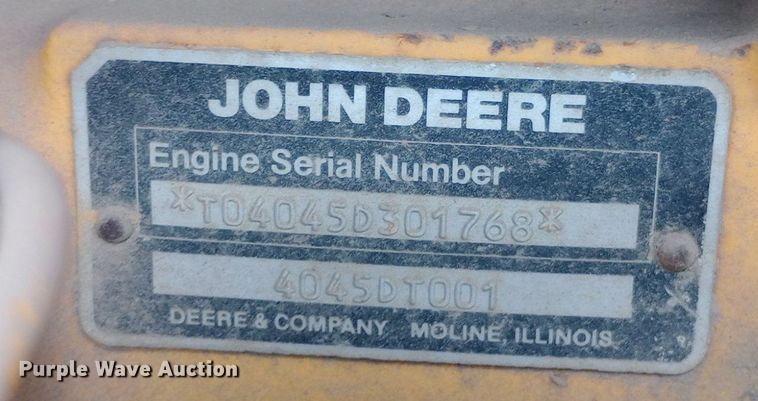 JOHN DEERE
Engine Serial Number
*T04045D301768*
4045DT001
DEERE & COMPANY MOLINE, ILLINOIS
Purple Wave Auction